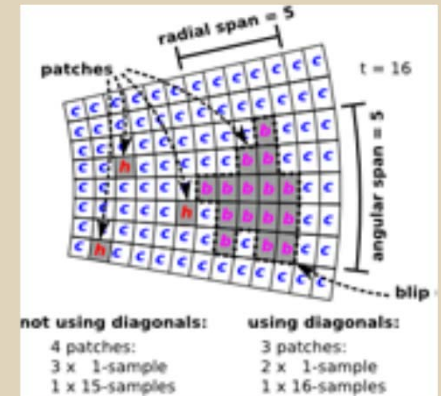 radial span = 5
patches
t = 16
angular span = 5
blip
not using diagonals:
4 patches:
3 x 1-sample
1 x 15-samples
using diagonals:
3 patches:
2 x 1-sample
1 x 16-samples